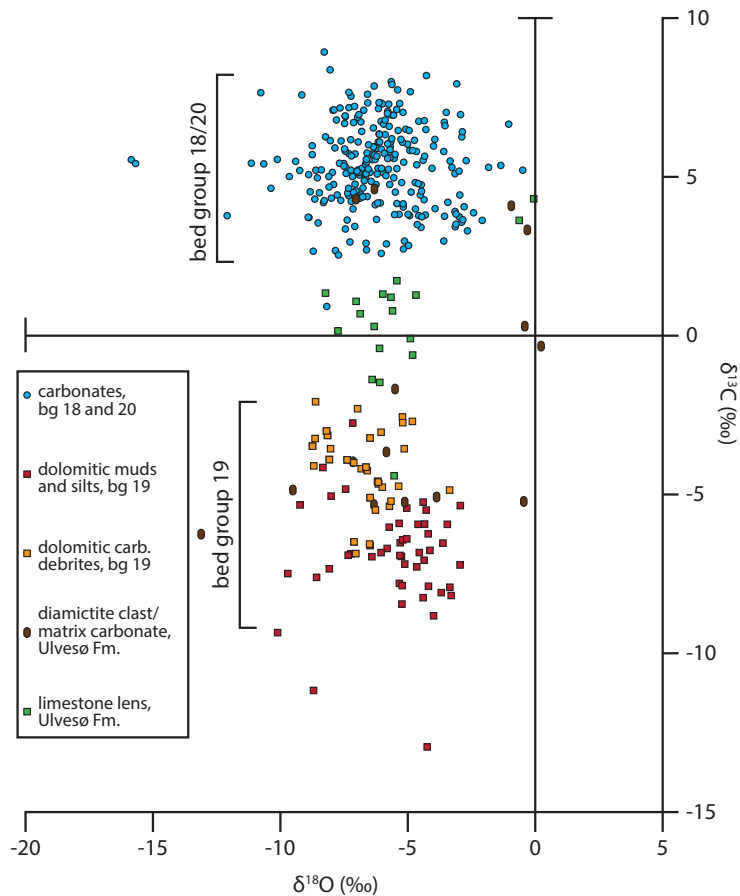 10
bed group 18/20
5
0
δ¹³C (‰)
carbonates,
bg 18 and 20
dolomitic muds
and silts, bg 19
dolomitic carb.
debrites, bg 19
diamictite clast/
matrix carbonate,
Ulvesø Fm.
limestone lens,
Ulvesø Fm.
bed group 19
-5
-10
-15
-20 -15 -10 -5 0 5
δ¹⁸O (‰)